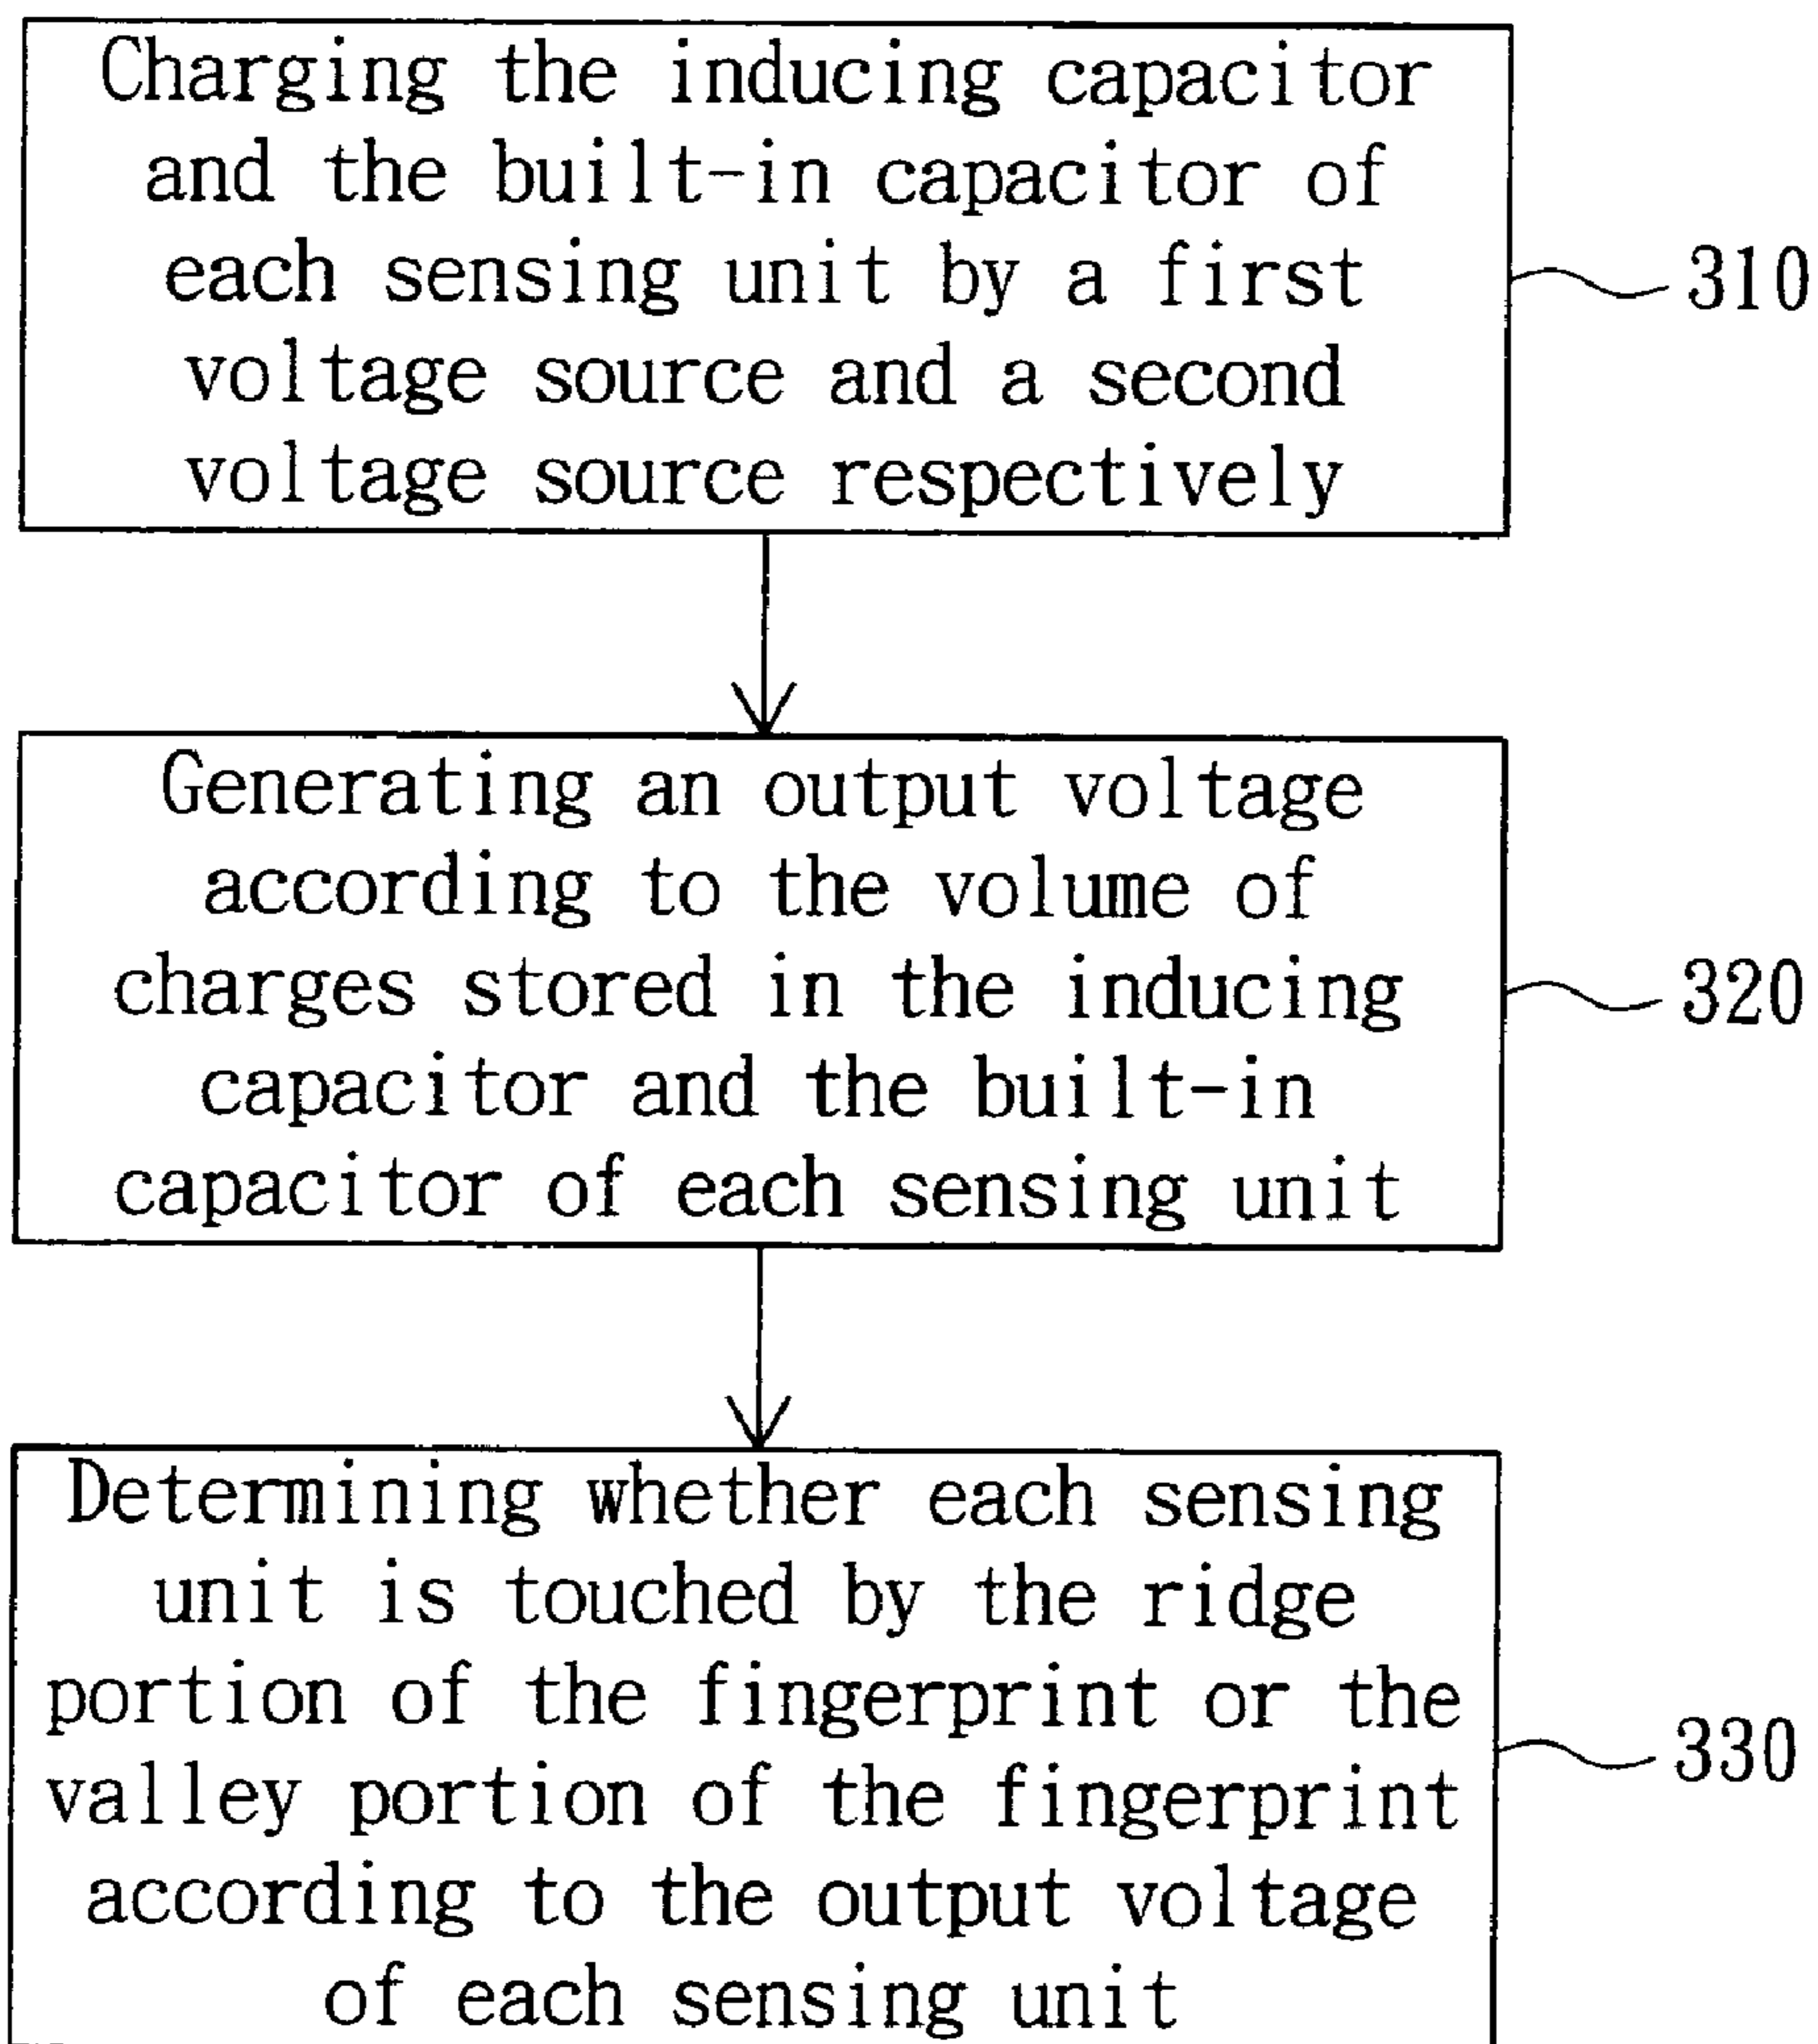 Charging the inducing capacitor
and the built-in capacitor of
each sensing unit by a first
voltage source and a second
voltage source respectively
310
Generating an output voltage
according to the volume of
charges stored in the inducing
capacitor and the built-in
capacitor of each sensing unit
320
Determining whether each sensing
unit is touched by the ridge
portion of the fingerprint or the
valley portion of the fingerprint
according to the output voltage
of each sensing unit
330